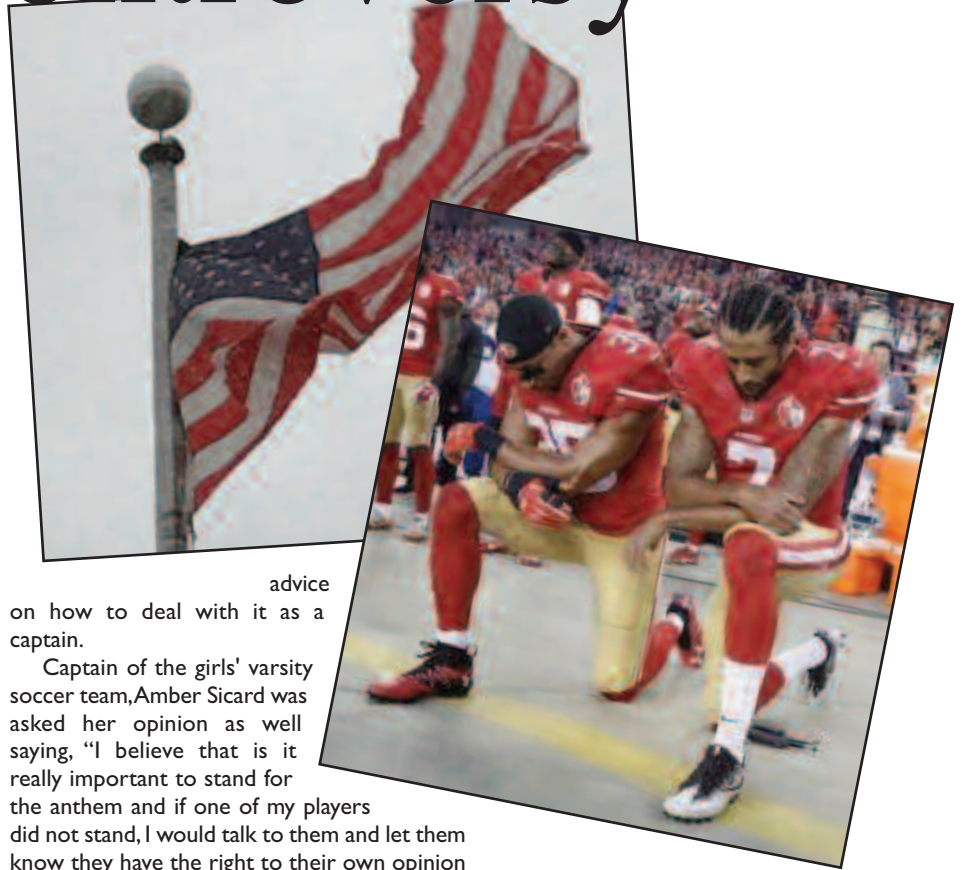 advice
on how to deal with it as a
captain.
Captain of the girls' varsity
soccer team,Amber Sicard was
asked her opinion as well
saying, “I believe that is it
really important to stand for
the anthem and if one of my players
did not stand, I would talk to them and let them
know they have the right to their own opinion
7